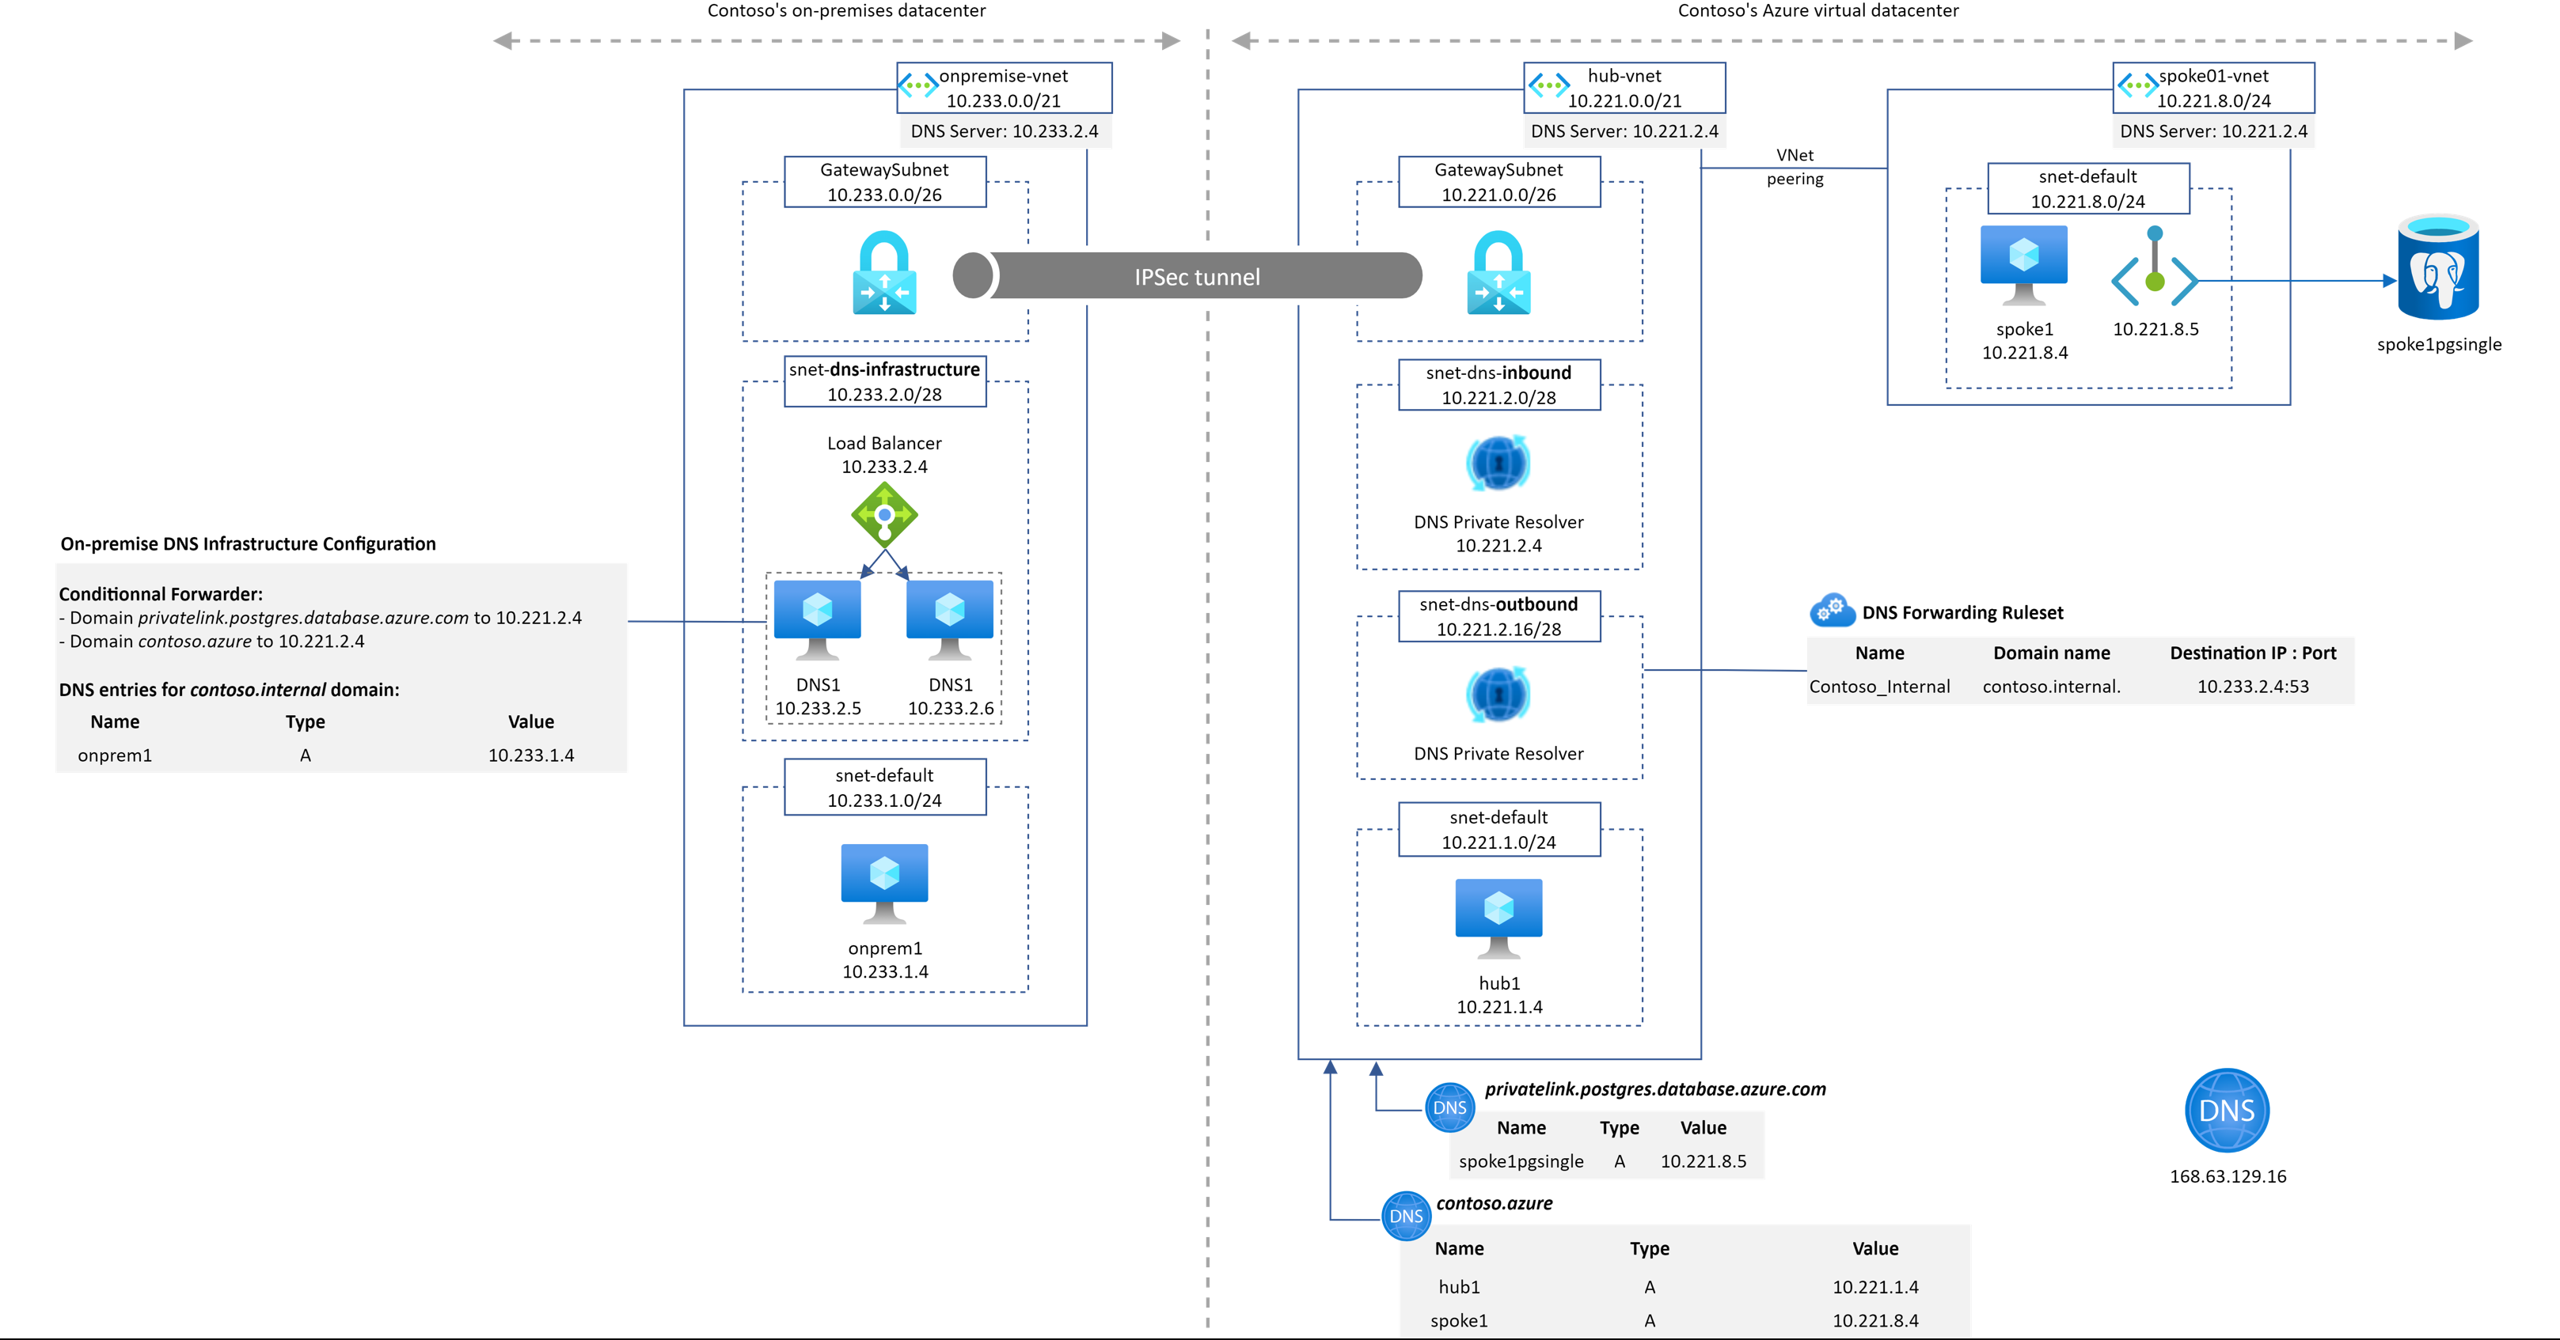 Contoso's on-premises datacenter
Contoso's Azure virtual datacenter
onpremise-vnet
10.233.0.0/21
DNS Server: 10.233.2.4
GatewaySubnet
10.233.0.0/26
snet-dns-infrastructure
10.233.2.0/28
Load Balancer
10.233.2.4
DNS1
10.233.2.5
DNS1
10.233.2.6
snet-default
10.233.1.0/24
onprem1
10.233.1.4
On-premise DNS Infrastructure Configuration
Conditionnal Forwarder:
- Domain privatelink.postgres.database.azure.com to 10.221.2.4
- Domain contoso.azure to 10.221.2.4
DNS entries for contoso.internal domain:
Name Type Value
onprem1 A 10.233.1.4
IPSec tunnel
hub-vnet
10.221.0.0/21
DNS Server: 10.221.2.4
GatewaySubnet
10.221.0.0/26
snet-dns-inbound
10.221.2.0/28
DNS Private Resolver
10.221.2.4
snet-dns-outbound
10.221.2.16/28
DNS Private Resolver
snet-default
10.221.1.0/24
hub1
10.221.1.4
VNet
peering
spoke01-vnet
10.221.8.0/24
DNS Server: 10.221.2.4
snet-default
10.221.8.0/24
spoke1
10.221.8.4
10.221.8.5
spoke1pgsingle
DNS Forwarding Ruleset
Name Domain name Destination IP : Port
Contoso_Internal contoso.internal. 10.233.2.4:53
DNS
privatelink.postgres.database.azure.com
Name Type Value
spoke1pgsingle A 10.221.8.5
DNS
contoso.azure
Name Type Value
hub1 A 10.221.1.4
spoke1 A 10.221.8.4
DNS
168.63.129.16